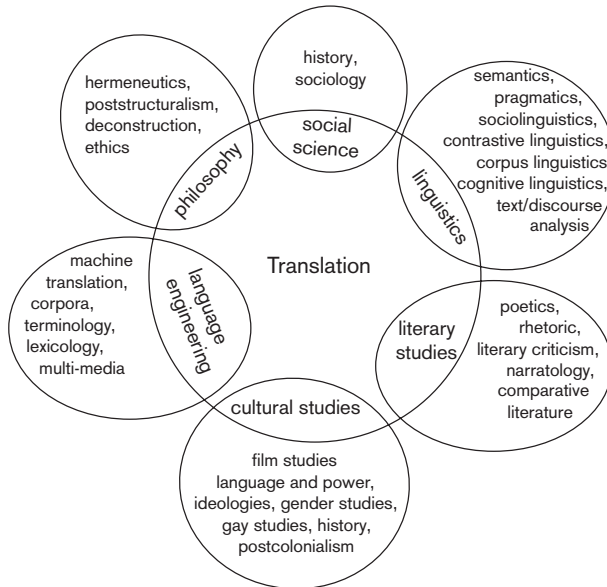 history,
sociology
social
science
hermeneutics,
poststructuralism,
deconstruction,
ethics
philosophy
semantics,
pragmatics,
sociolinguistics,
contrastive linguistics,
corpus linguistics
cognitive linguistics,
text/discourse
analysis
linguistics
Translation
machine
translation,
corpora,
terminology,
lexicology,
multi-media
language
engineering
literary
studies
poetics,
rhetoric,
literary criticism,
narratology,
comparative
literature
cultural studies
film studies
language and power,
ideologies, gender studies,
gay studies, history,
postcolonialism